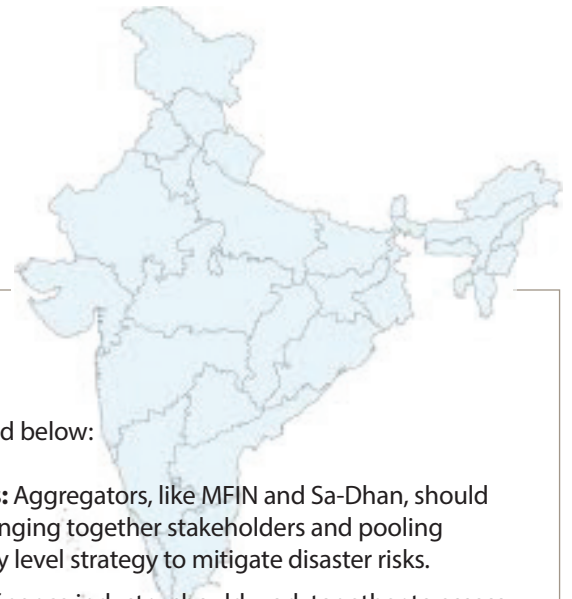 d below:
s: Aggregators, like MFIN and Sa-Dhan, should
nging together stakeholders and pooling
y level strategy to mitigate disaster risks.